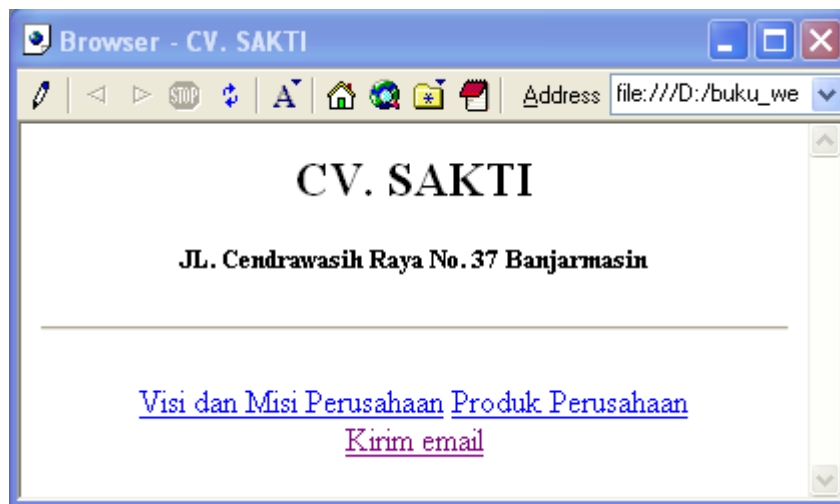 Browser - CV. SAKTI
STOP A Address file:///D:/buku_we
CV. SAKTI
JL. Cendrawasih Raya No. 37 Banjarmasin
Visi dan Misi Perusahaan Produk Perusahaan
Kirim email